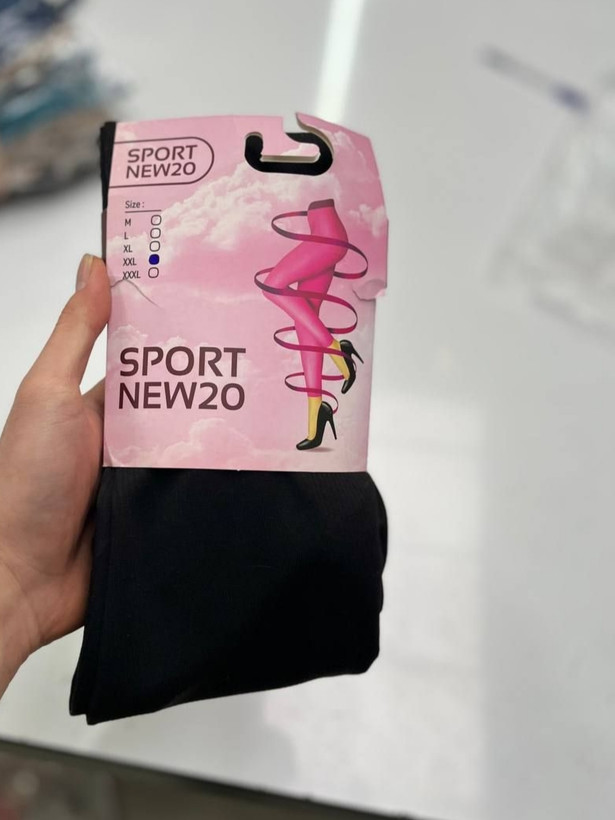 SPORT
NEW20
Size :
M
L
XL
XXL
XXXL
SPORT
NEW20